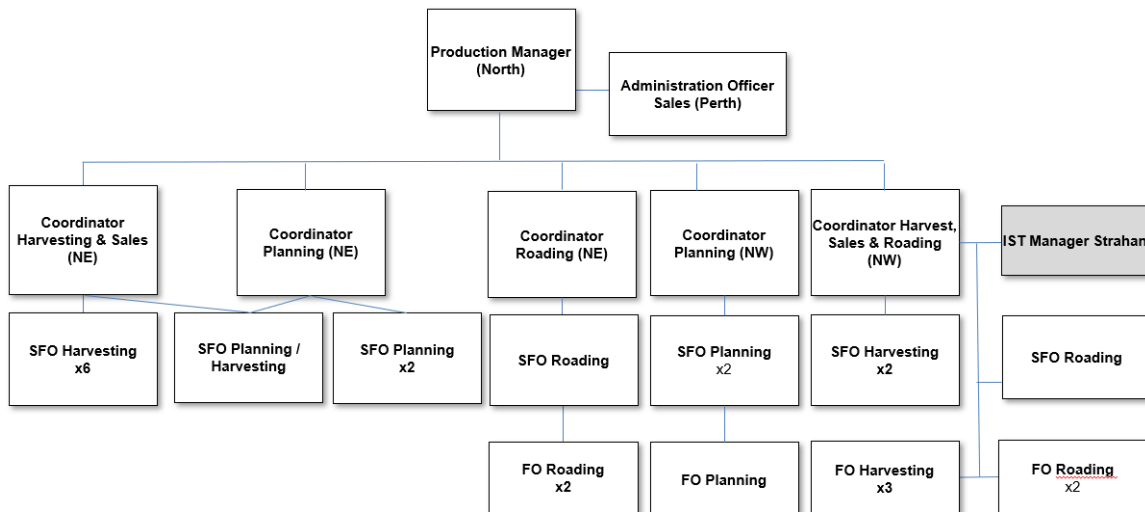 Production Manager
(North)
Administration Officer
Sales (Perth)
Coordinator
Harvesting & Sales
(NE)
Coordinator
Planning (NE)
Coordinator
Roading (NE)
Coordinator
Planning (NW)
Coordinator Harvest,
Sales & Roading
(NW)
IST Manager Strahan
SFO Harvesting
x6
SFO Planning /
Harvesting
SFO Planning
x2
SFO Roading
SFO Planning
x2
SFO Harvesting
x2
SFO Roading
FO Roading
x2
FO Planning
FO Harvesting
x3
FO Roading
x2